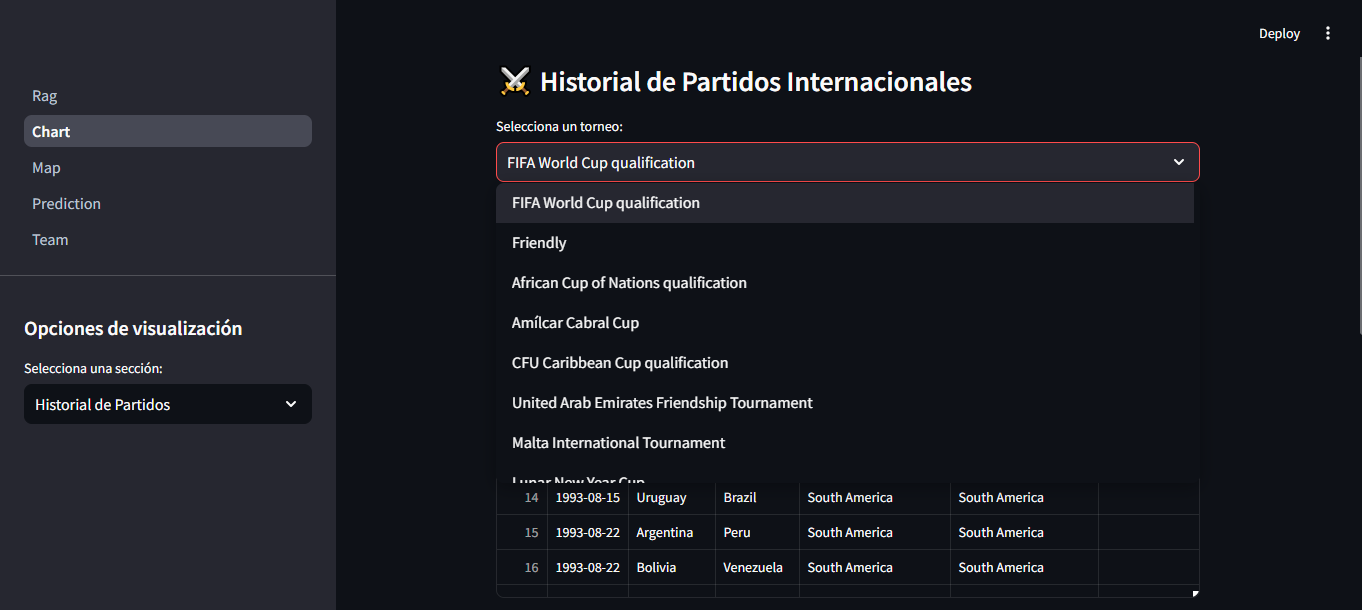 Deploy
Rag
Chart
Map
Prediction
Team
Opciones de visualización
Selecciona una sección:
Historial de Partidos
Historial de Partidos Internacionales
Selecciona un torneo:
FIFA World Cup qualification
FIFA World Cup qualification
Friendly
African Cup of Nations qualification
Amílcar Cabral Cup
CFU Caribbean Cup qualification
United Arab Emirates Friendship Tournament
Malta International Tournament
Lunar New Year Cup
14 1993-08-15 Uruguay Brazil South America South America
15 1993-08-22 Argentina Peru South America South America
16 1993-08-22 Bolivia Venezuela South America South America